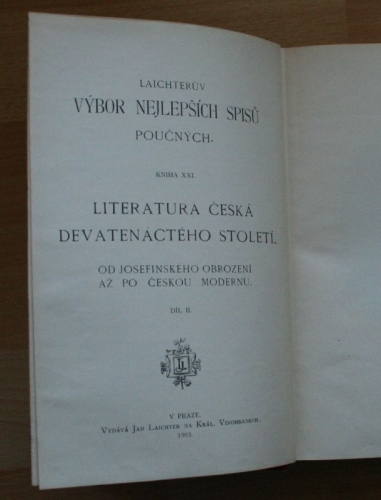 LAICHTERŮV
VÝBOR NEJLEPŠÍCH SPISŮ
POUČNÝCH.
KNIHA XXI.
LITERATURA ČESKÁ
DEVATENÁCTÉHO STOLETÍ.
OD JOSEFINSKÉHO OBROZENÍ
AŽ PO ČESKOU MODERNU.
DÍL II.
V PRAZE.
VYDÁVÁ JAN LAICHTER NA KRÁL. VINOHRADECH.